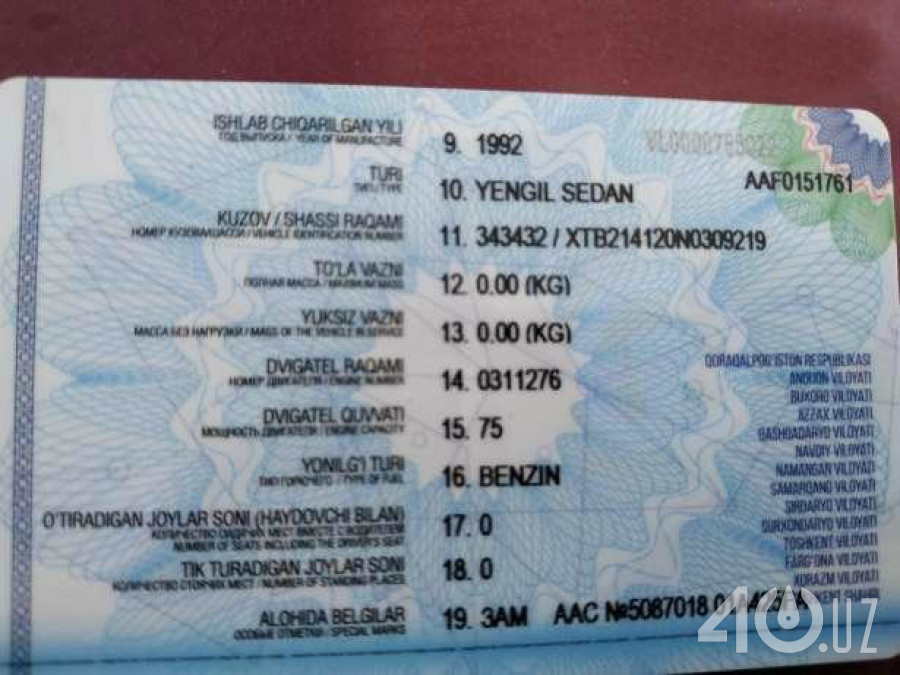 ISHLAB CHIQARILGAN YILI
ГОД ВЫПУСКА / YEAR OF MANUFACTURE
9. 1992
TURI
ТИП / TYPE
10. YENGIL SEDAN
AAF0151761
KUZOV / SHASSI RAQAMI
НОМЕР КУЗОВА/ШАССИ / VEHICLE IDENTIFICATION NUMBER
11. 343432 / XTB214120N0309219
TO'LA VAZNI
ПОЛНАЯ МАССА / MAXIMUM MASS
12. 0.00 (KG)
YUKSIZ VAZNI
МАССА БЕЗ НАГРУЗКИ / MASS OF THE VEHICLE IN SERVICE
13. 0.00 (KG)
DVIGATEL RAQAMI
НОМЕР ДВИГАТЕЛЯ / ENGINE NUMBER
14. 0311276
DVIGATEL QUVVATI
МОЩНОСТЬ ДВИГАТЕЛЯ / ENGINE CAPACITY
15. 75
YONILG'I TURI
ТИП ГОРЮЧЕГО / TYPE OF FUEL
16. BENZIN
O'TIRADIGAN JOYLAR SONI (HAYDOVCHI BILAN)
КОЛИЧЕСТВО СИДЯЧИХ МЕСТ ВМЕСТЕ С ВОДИТЕЛЕМ
NUMBER OF SEATS INCLUDING THE DRIVER'S SEAT
17. 0
TIK TURADIGAN JOYLAR SONI
КОЛИЧЕСТВО СТОЯЧИХ МЕСТ / NUMBER OF STANDING PLACES
18. 0
ALOHIDA BELGILAR
ОСОБЫЕ ОТМЕТКИ / SPECIAL MARKS
19. ЗАМ AAC №5087018
QORAQALPOG'ISTON RESPUBLIKASI
ANDIJON VILOYATI
BUXORO VILOYATI
JIZZAX VILOYATI
QASHQADARYO VILOYATI
NAVOIY VILOYATI
NAMANGAN VILOYATI
SAMARQAND VILOYATI
SIRDARYO VILOYATI
SURXONDARYO VILOYATI
TOSHKENT VILOYATI
FARG'ONA VILOYATI
XORAZM VILOYATI